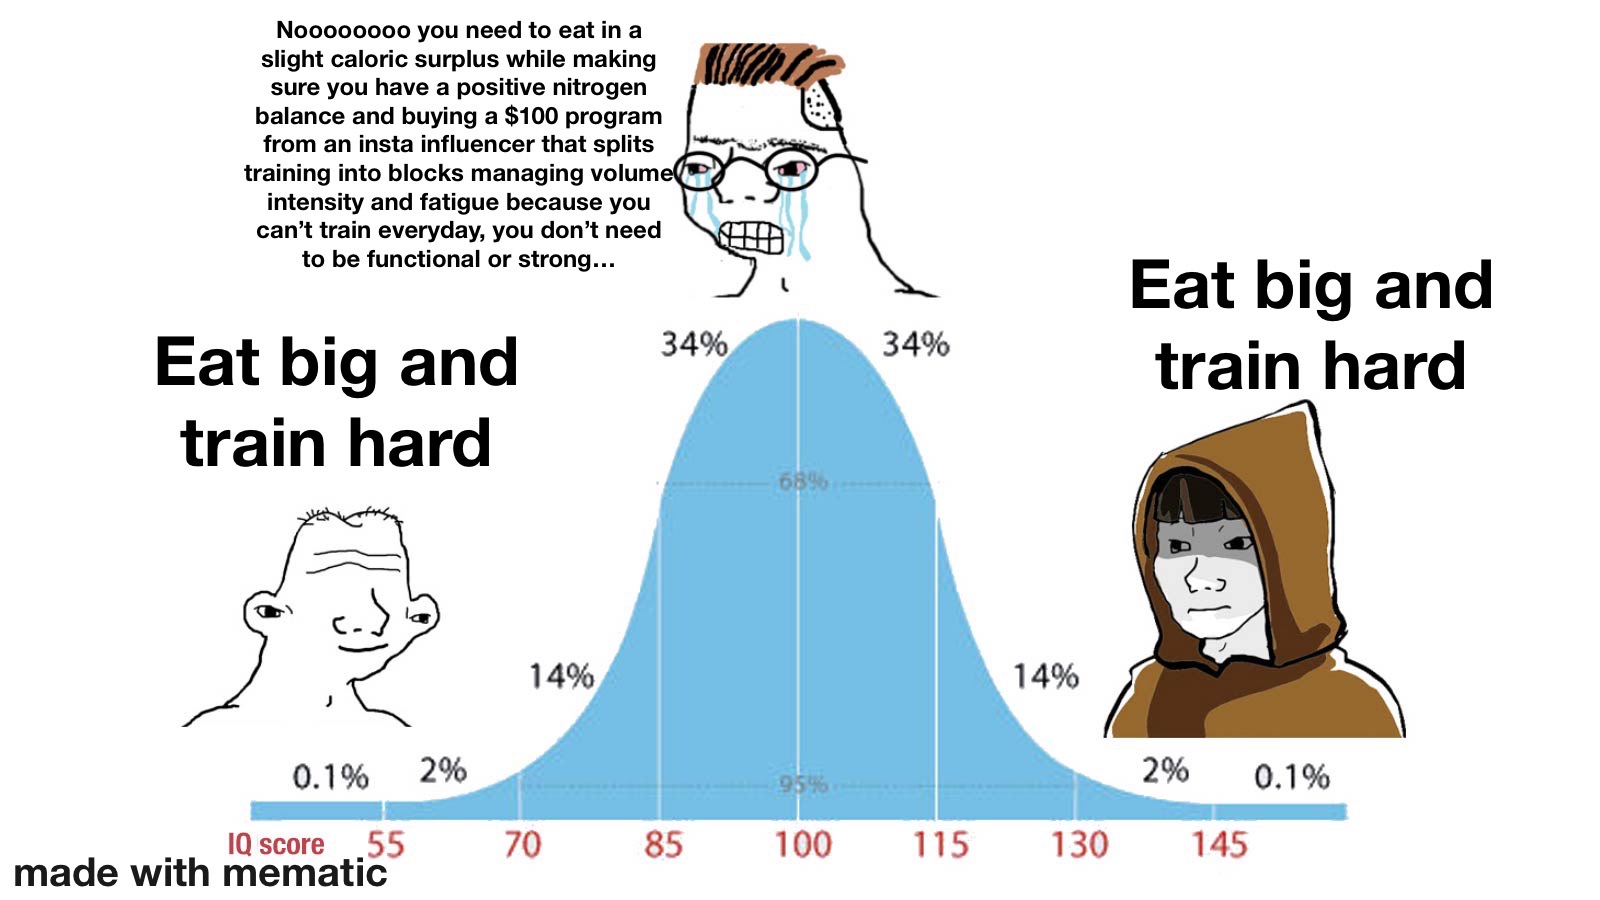 Noooooooo you need to eat in a
slight caloric surplus while making
sure you have a positive nitrogen
balance and buying a $100 program
from an insta influencer that splits
training into blocks managing volume
intensity and fatigue because you
can’t train everyday, you don’t need
to be functional or strong…
Eat big and
train hard
Eat big and
train hard
34%
34%
68%
14%
14%
0.1%
2%
95%
2%
0.1%
IQ score 55 70 85 100 115 130 145
made with mematic